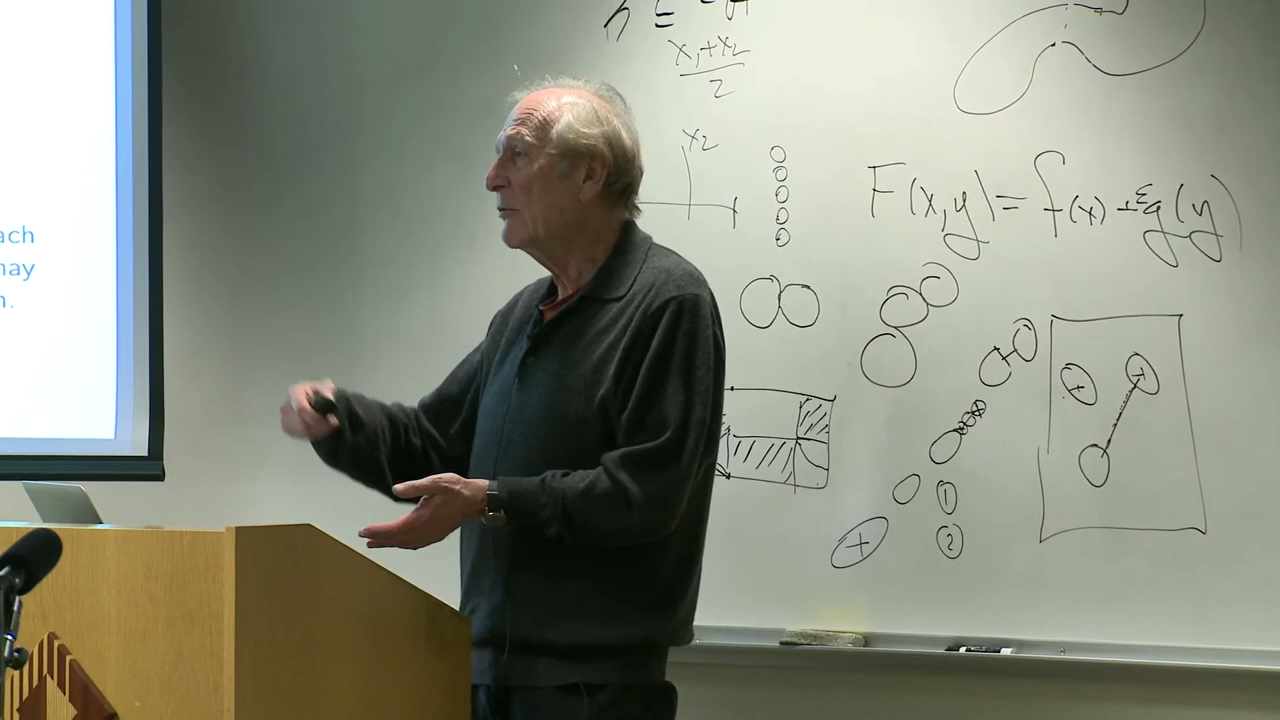 ach
may
n.
x₁+x₂
2
x₂
F(x,y) = f(x) + εg(y)
+
+
+
1
2